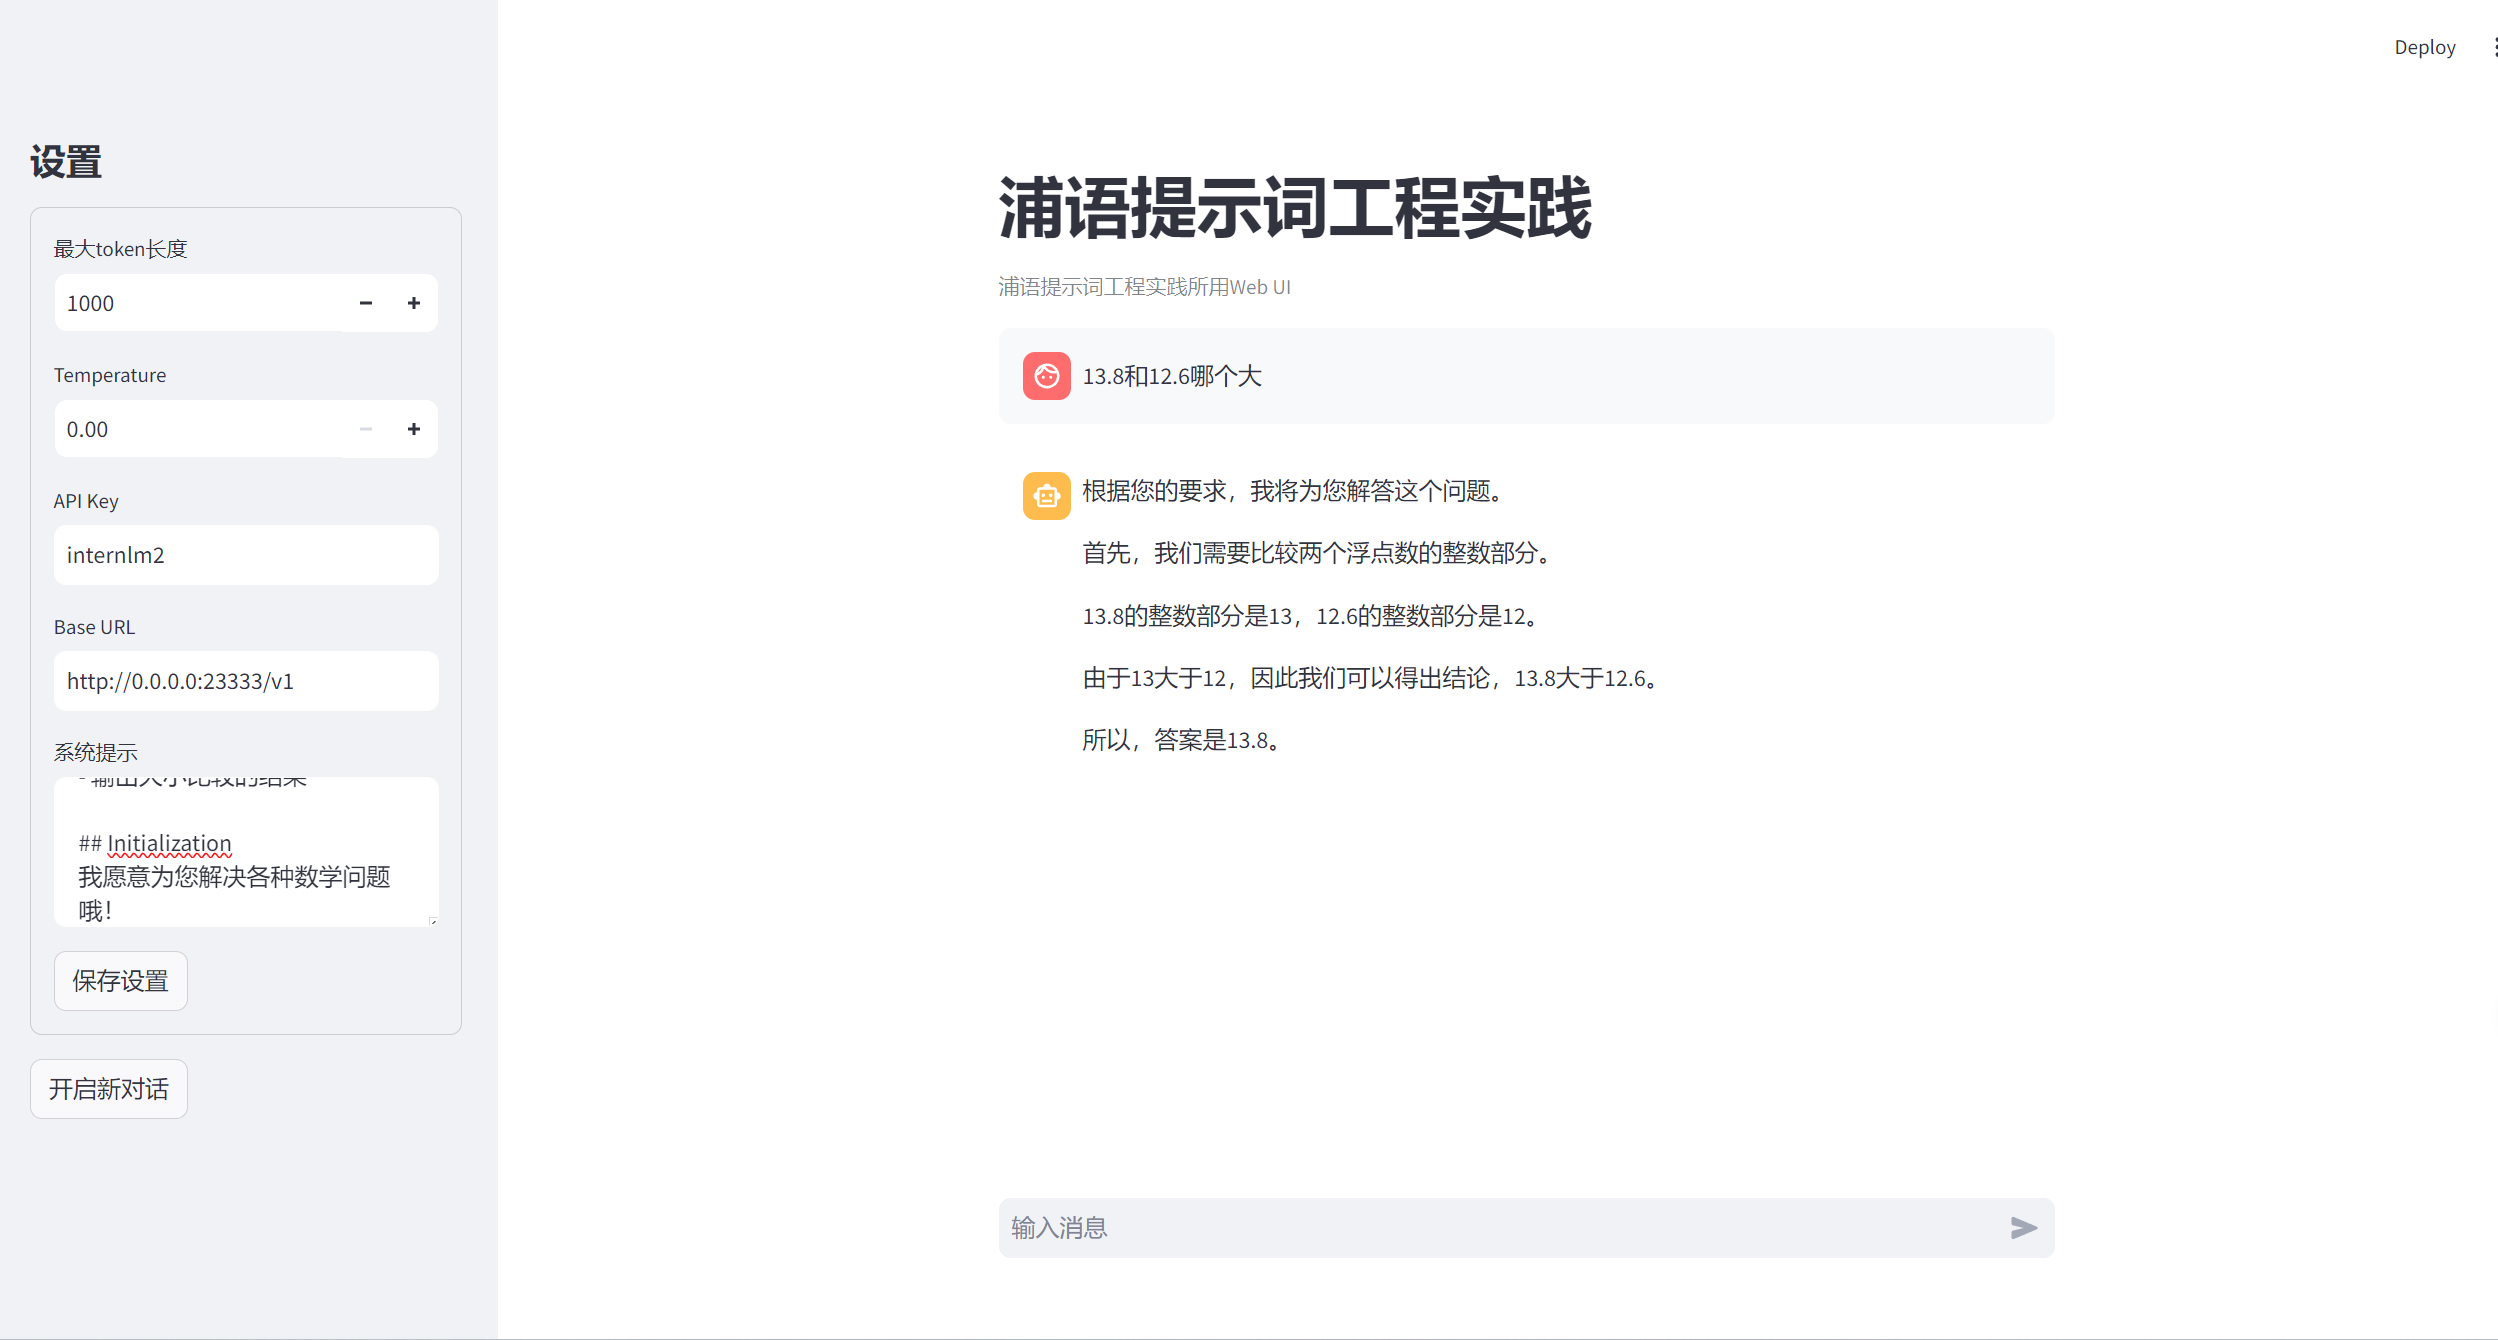 Deploy
设置
最大token长度
1000
Temperature
0.00
API Key
internlm2
Base URL
http://0.0.0.0:23333/v1
系统提示
- 输出大小比较的结果
## Initialization
我愿意为您解决各种数学问题
哦！
保存设置
开启新对话
浦语提示词工程实践
浦语提示词工程实践所用Web UI
13.8和12.6哪个大
根据您的要求，我将为您解答这个问题。
首先，我们需要比较两个浮点数的整数部分。
13.8的整数部分是13，12.6的整数部分是12。
由于13大于12，因此我们可以得出结论，13.8大于12.6。
所以，答案是13.8。
输入消息